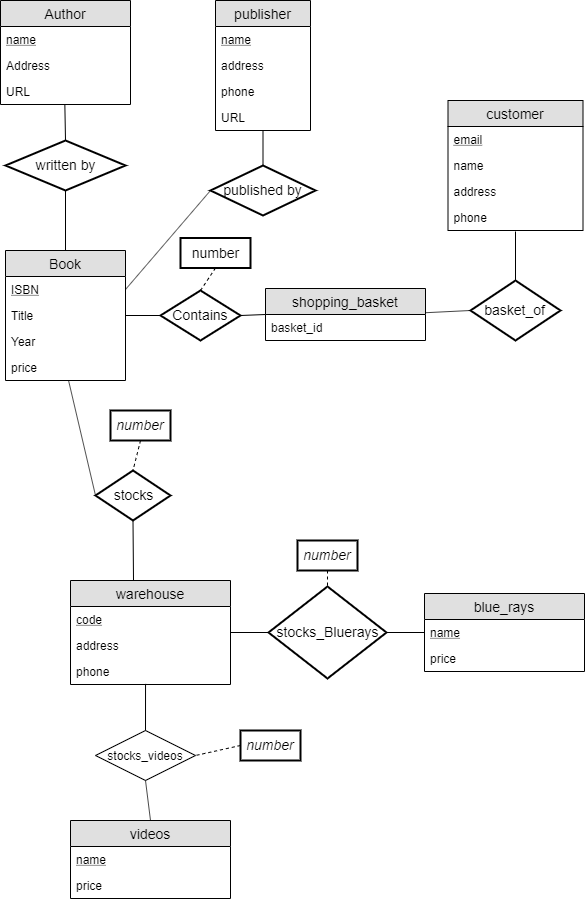 Author
name
Address
URL
publisher
name
address
phone
URL
customer
email
name
address
phone
written by
published by
Book
ISBN
Title
Year
price
number
Contains
shopping_basket
basket_id
basket_of
number
stocks
warehouse
code
address
phone
number
stocks_Bluerays
blue_rays
name
price
stocks_videos
number
videos
name
price